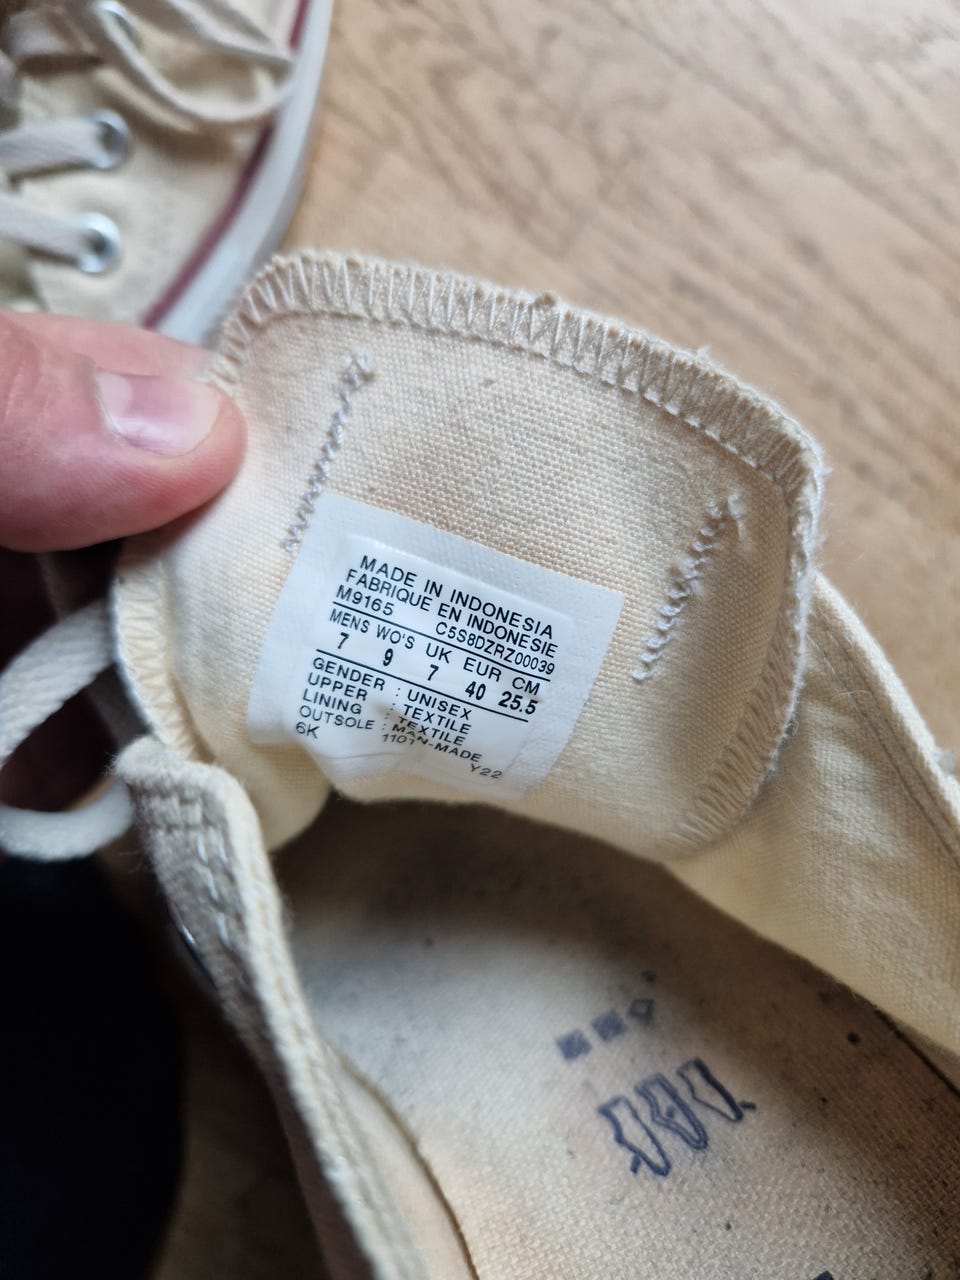 MADE IN INDONESIA
FABRIQUE EN INDONESIE
M9165 C5S8DZRZ00039
MENS WO'S UK EUR CM
7 9 7 40 25.5
GENDER : UNISEX
UPPER : TEXTILE
LINING : TEXTILE
OUTSOLE : MAN-MADE
6K 1101 Y22